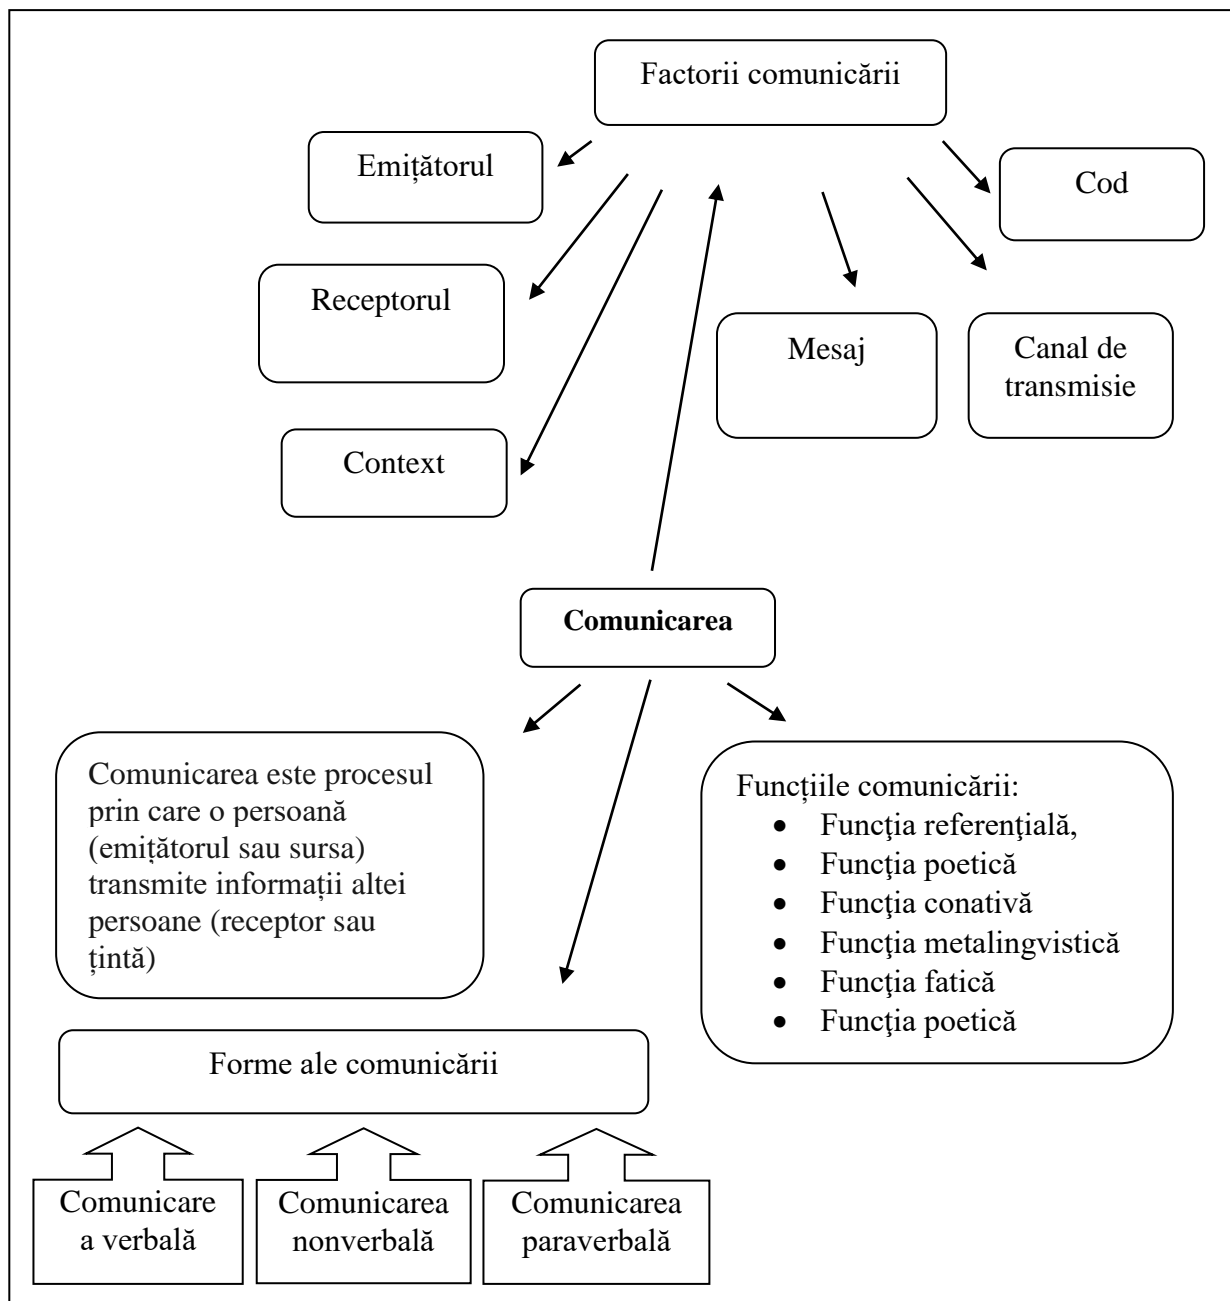 Factorii comunicării
Emițătorul
Cod
Receptorul
Mesaj
Canal de
transmisie
Context
Comunicarea
Comunicarea este procesul
prin care o persoană
(emițătorul sau sursa)
transmite informații altei
persoane (receptor sau
țintă)
Funcțiile comunicării:
• Funcţia referenţială,
• Funcţia poetică
• Funcţia conativă
• Funcţia metalingvistică
• Funcţia fatică
• Funcţia poetică
Forme ale comunicării
Comunicare
a verbală
Comunicarea
nonverbală
Comunicarea
paraverbală